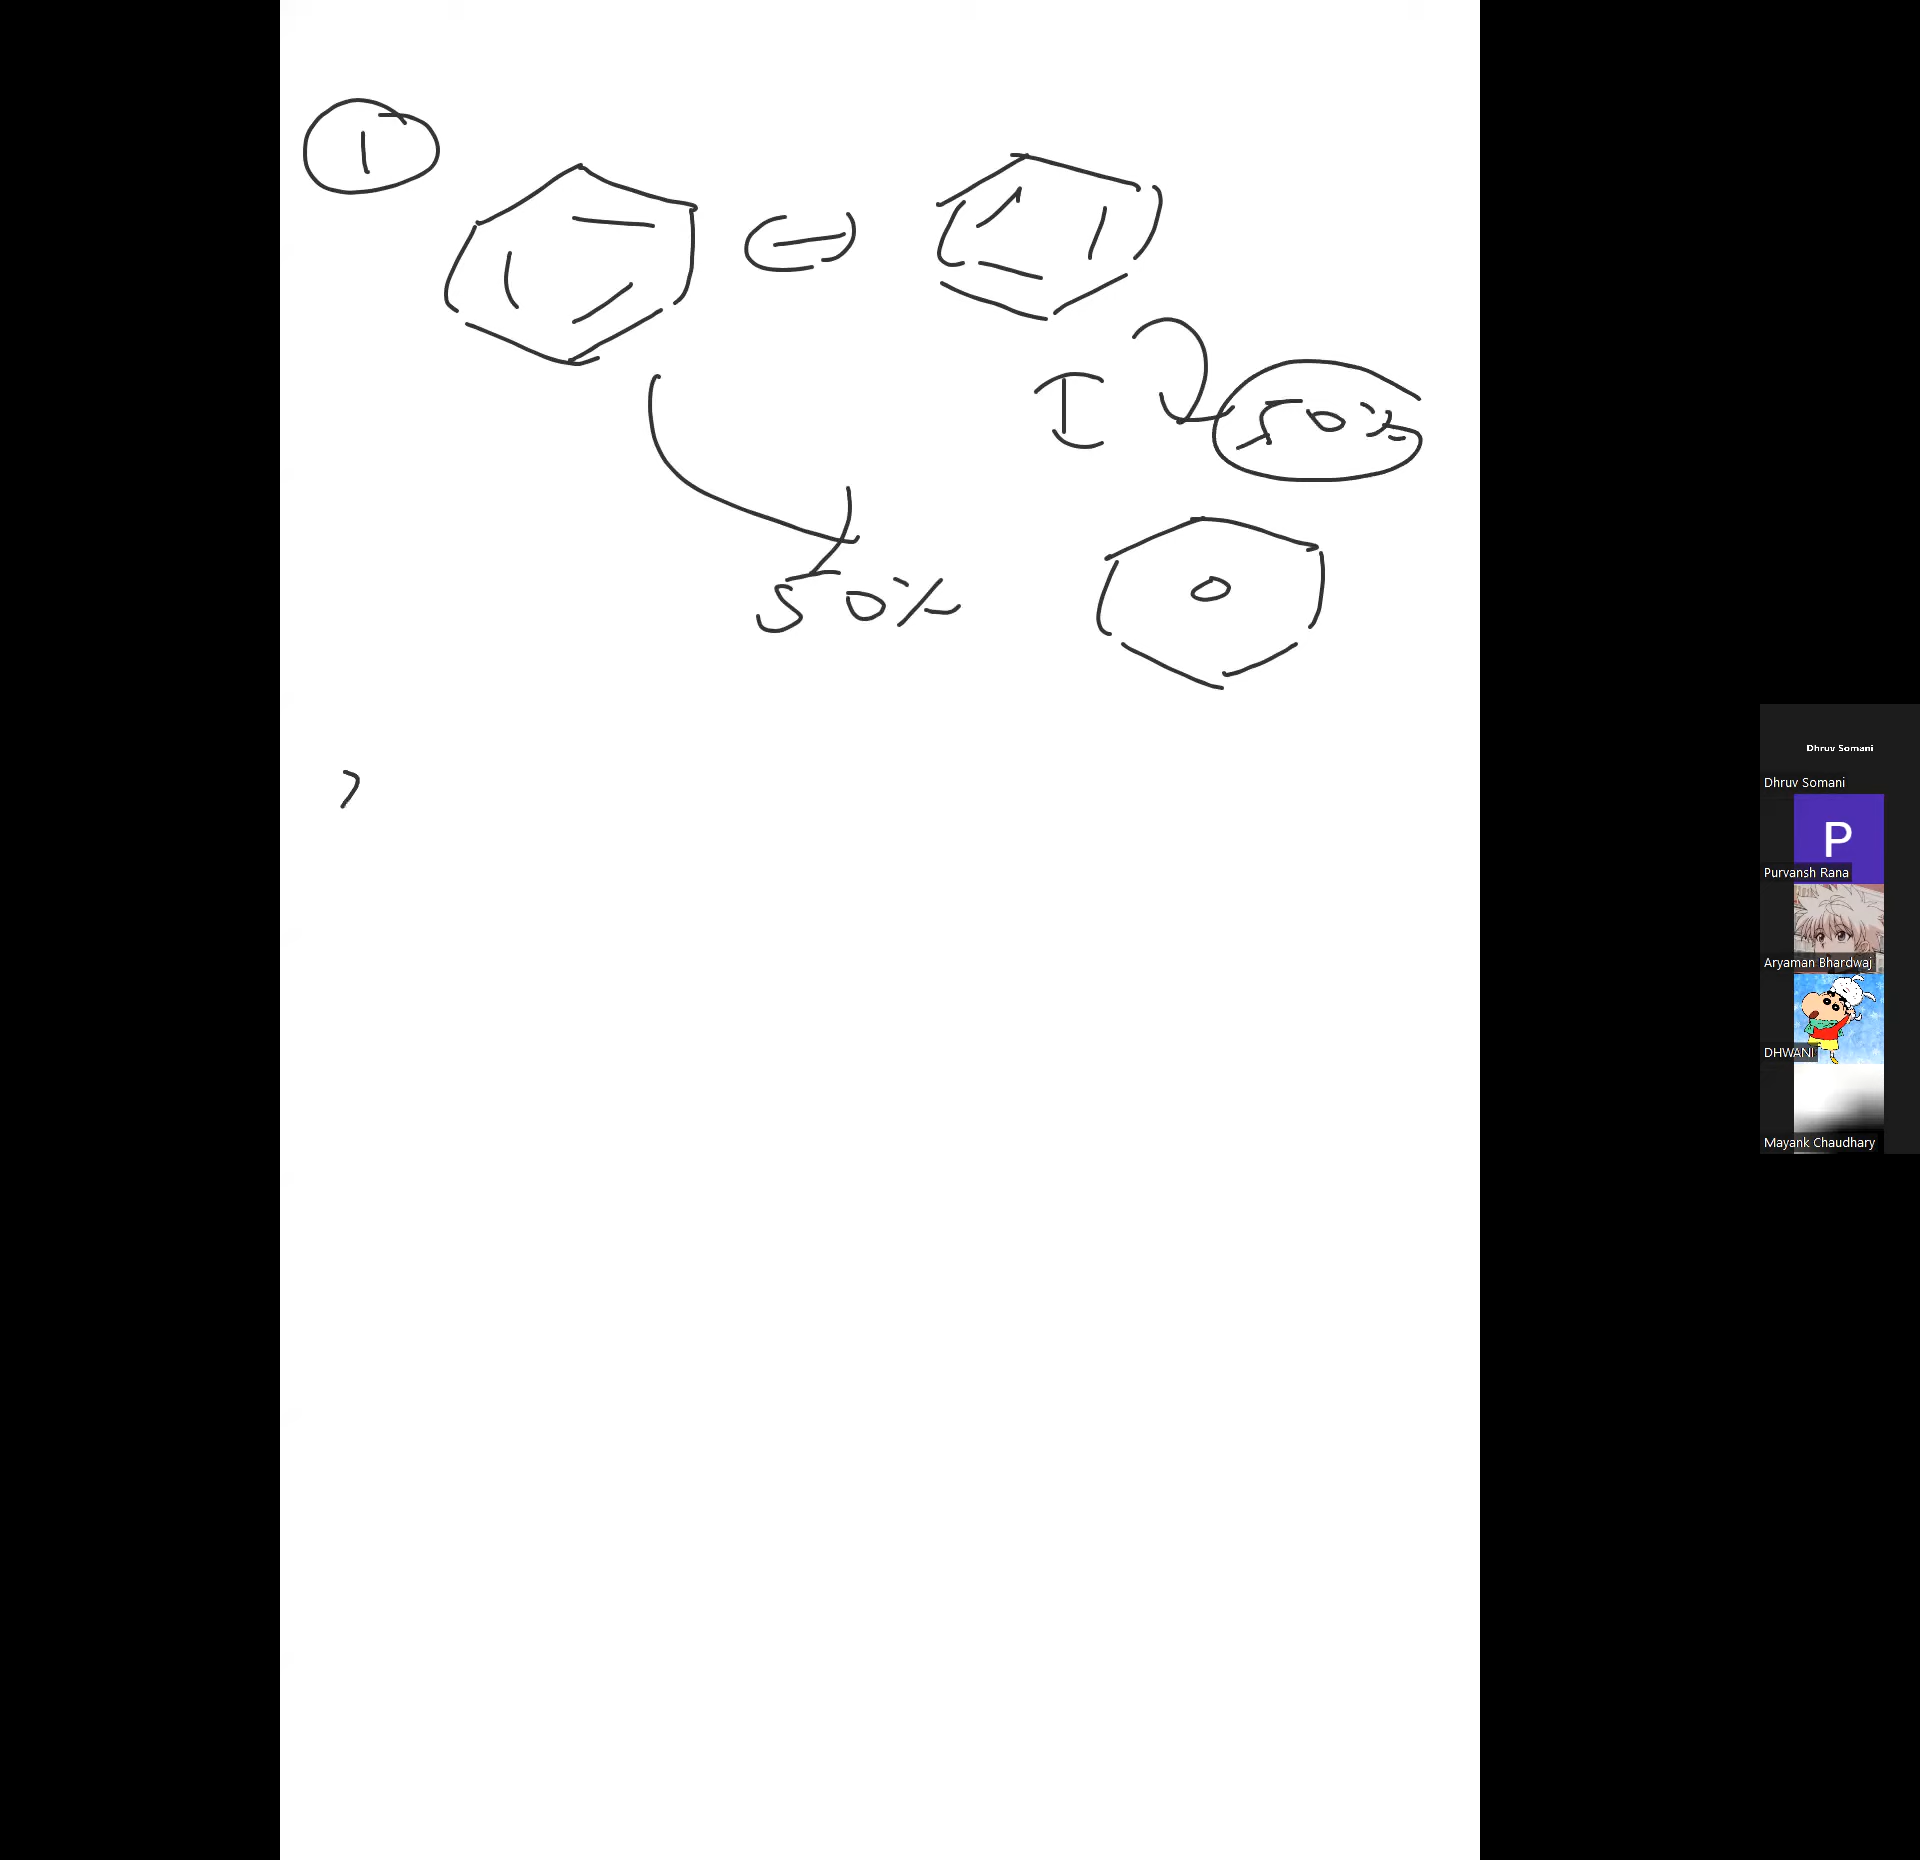 1
I
50%
50%
Dhruv Somani
Dhruv Somani
P
Purvansh Rana
Aryaman Bhardwaj
DHWANI
Mayank Chaudhary